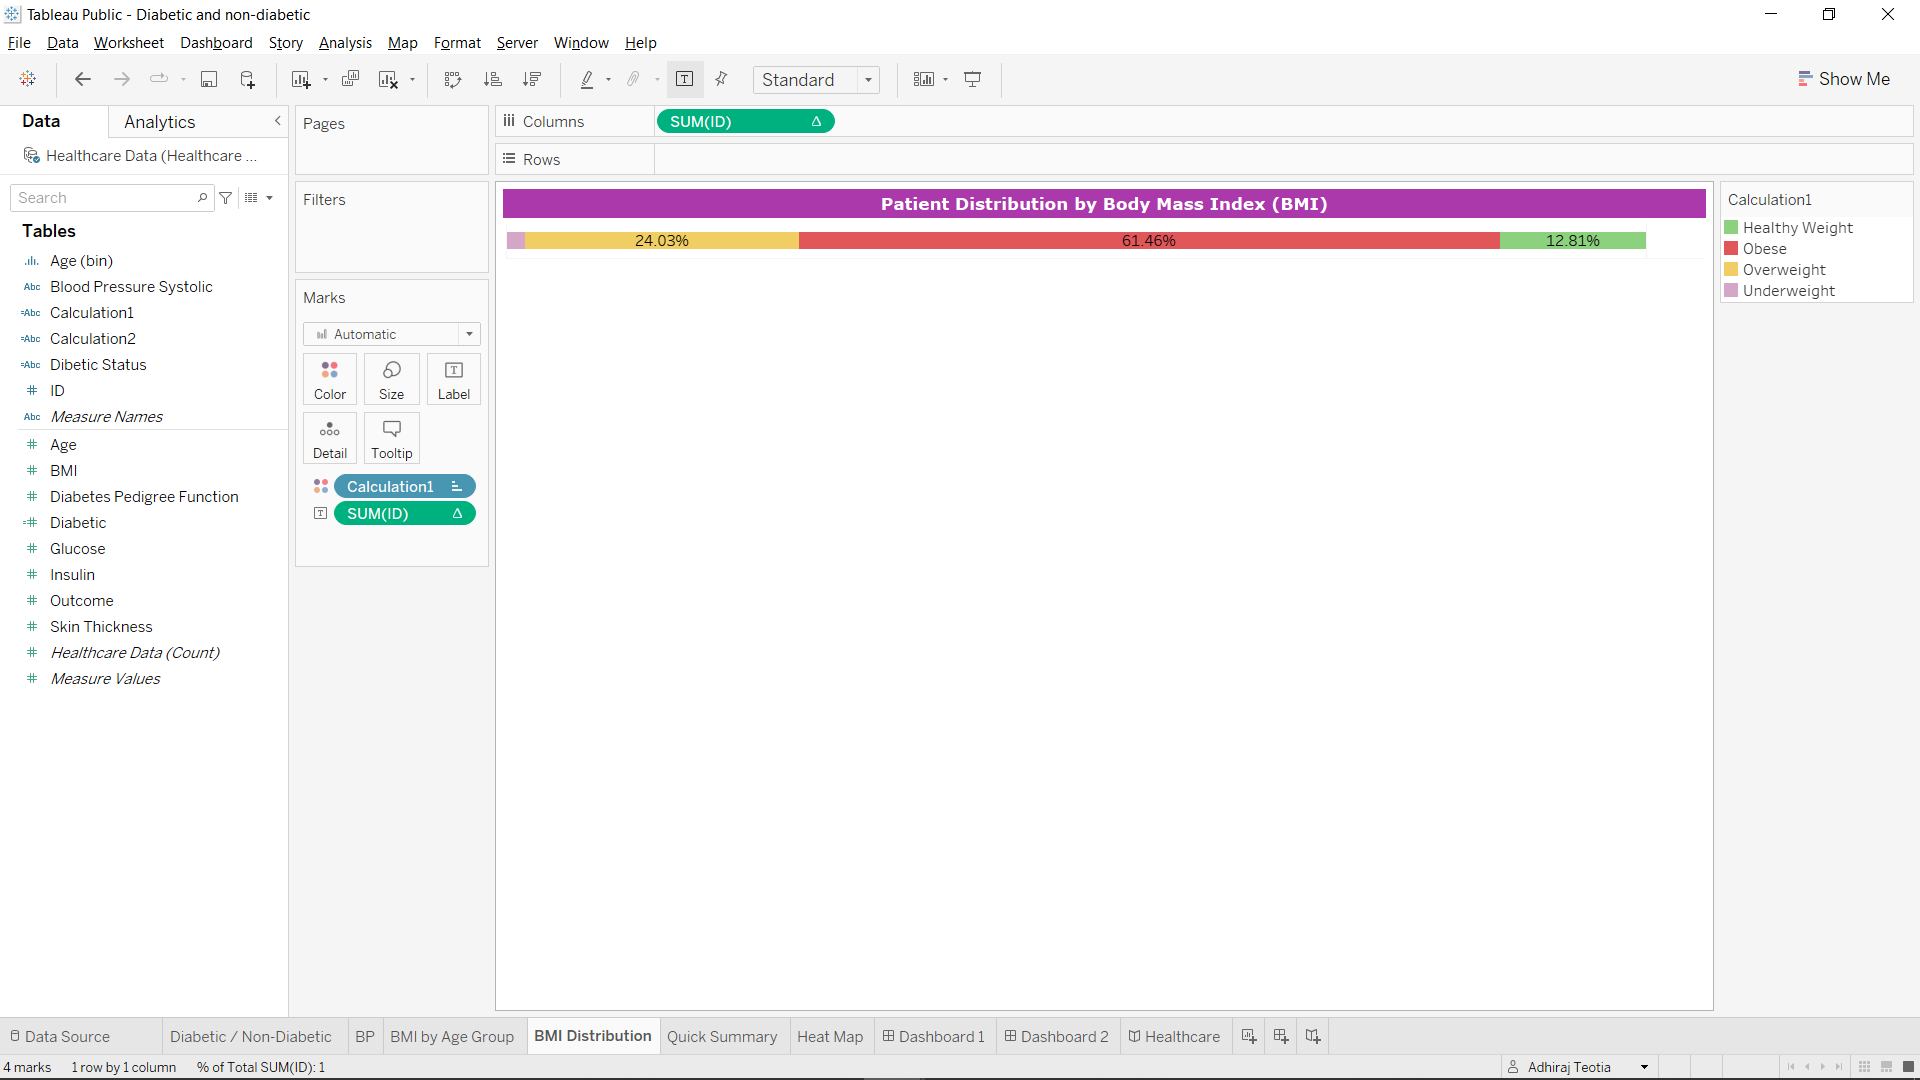 Tableau Public - Diabetic and non-diabetic
File Data Worksheet Dashboard Story Analysis Map Format Server Window Help
Standard
Show Me
Data Analytics
Healthcare Data (Healthcare ...
Search
Tables
Age (bin)
Abc Blood Pressure Systolic
=Abc Calculation1
=Abc Calculation2
=Abc Dibetic Status
# ID
Abc Measure Names
# Age
# BMI
# Diabetes Pedigree Function
=# Diabetic
# Glucose
# Insulin
# Outcome
# Skin Thickness
# Healthcare Data (Count)
# Measure Values
Pages
Filters
Marks
Automatic
Color Size Label
Detail Tooltip
Calculation1
SUM(ID) Δ
Columns SUM(ID) Δ
Rows
Patient Distribution by Body Mass Index (BMI)
24.03% 61.46% 12.81%
Calculation1
Healthy Weight
Obese
Overweight
Underweight
Data Source Diabetic / Non-Diabetic BP BMI by Age Group BMI Distribution Quick Summary Heat Map Dashboard 1 Dashboard 2 Healthcare
4 marks 1 row by 1 column % of Total SUM(ID): 1 Adhiraj Teotia